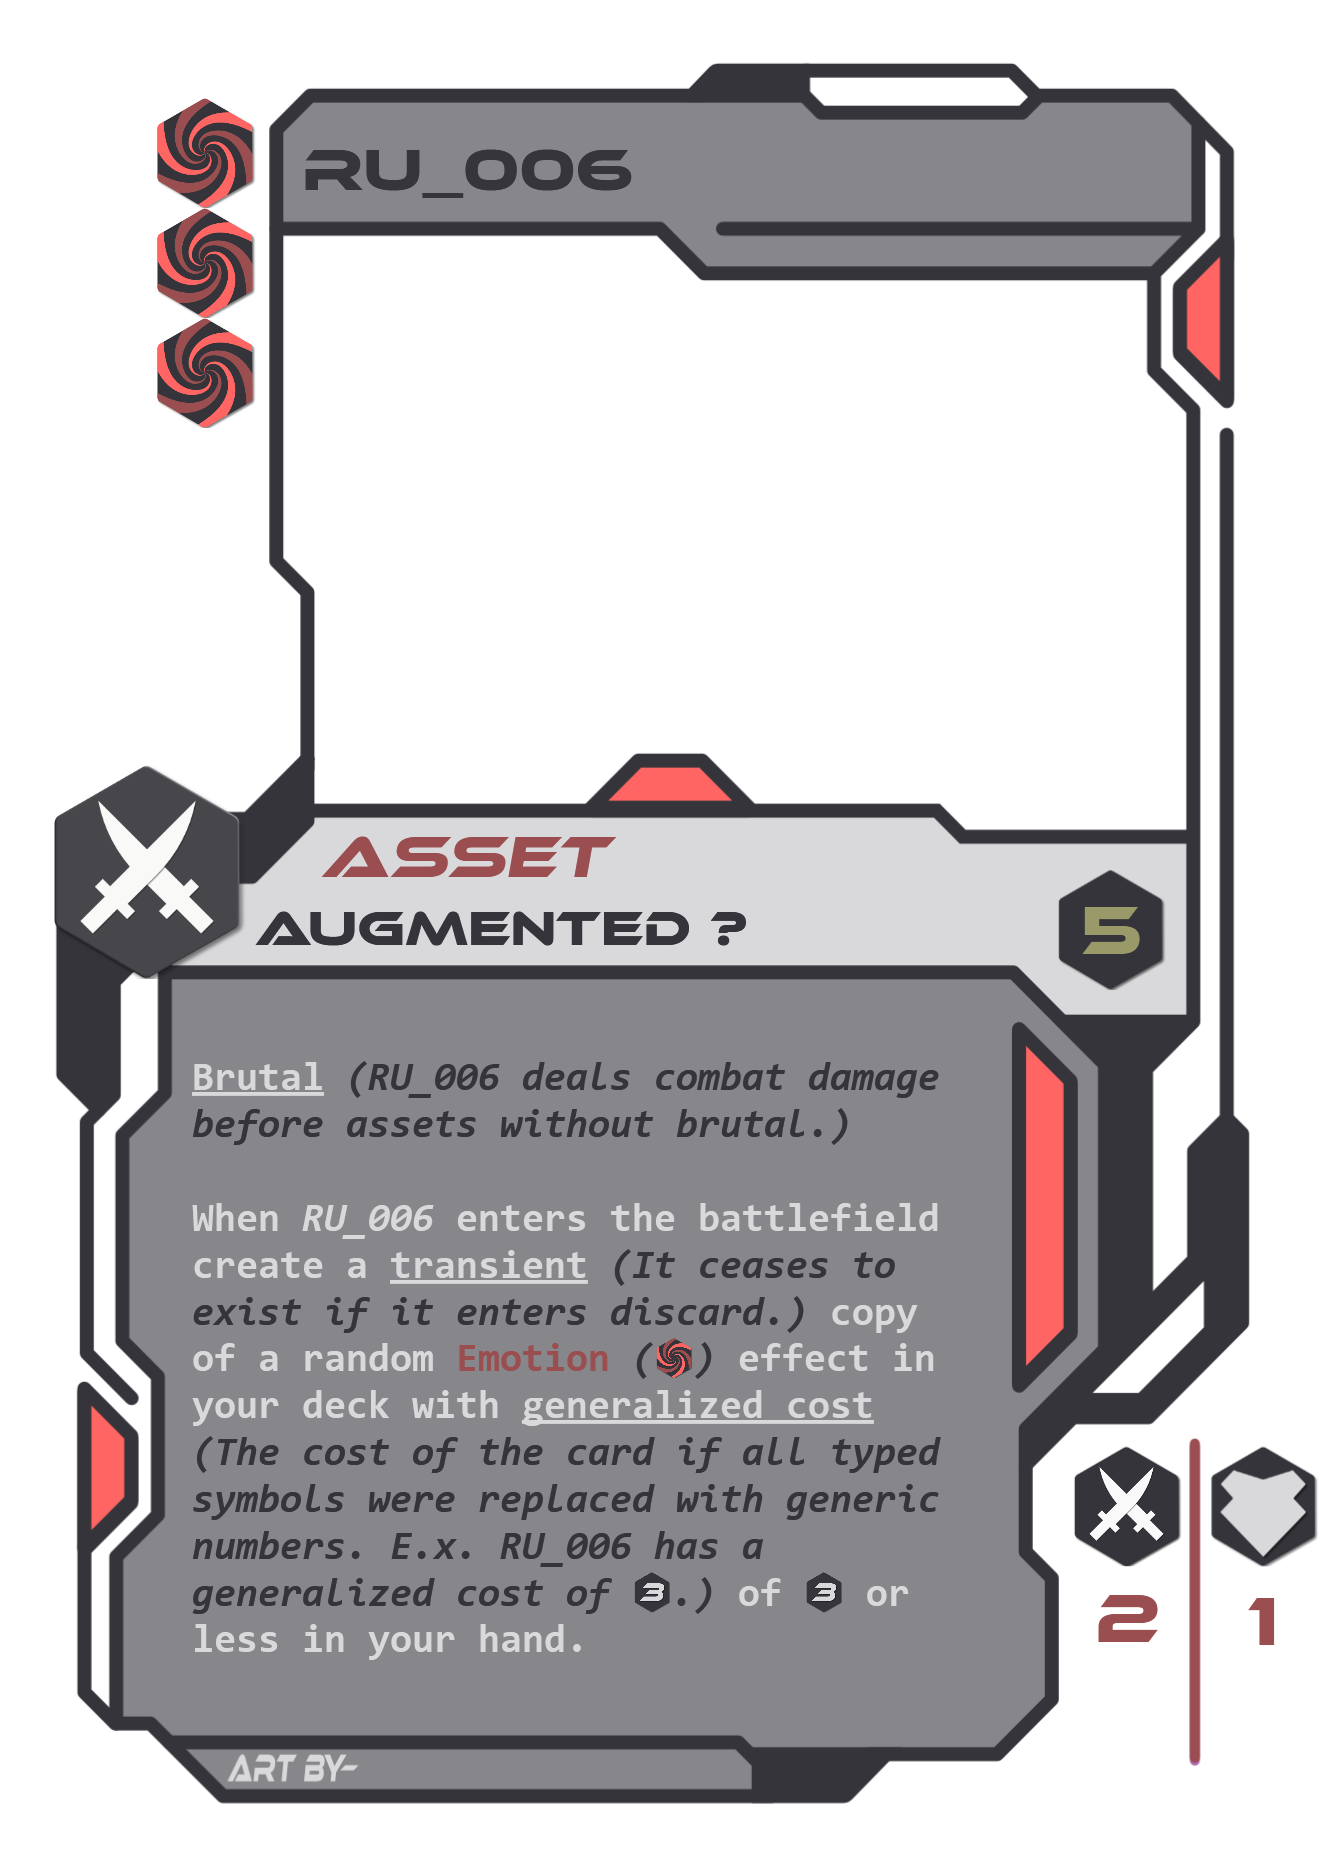 RU_006
ASSET
AUGMENTED ?
5
Brutal (RU_006 deals combat damage
before assets without brutal.)
When RU_006 enters the battlefield
create a transient (It ceases to
exist if it enters discard.) copy
of a random Emotion () effect in
your deck with generalized cost
(The cost of the card if all typed
symbols were replaced with generic
numbers. E.x. RU_006 has a
generalized cost of 3.) of 3 or
less in your hand.
2
1
ART BY-